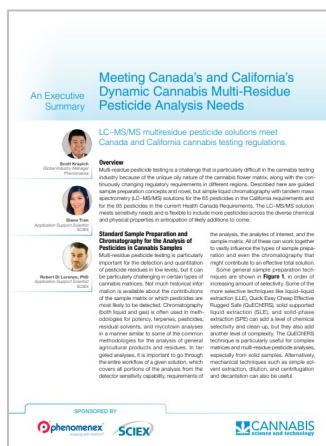 An Executive
Summary
Meeting Canada's and California's
Dynamic Cannabis Multi-Residue
Pesticide Analysis Needs
LC–MS/MS multiresidue pesticide solutions meet
Canada and California cannabis testing regulations.
Scott Krepich
Global Industry Manager
Phenomenex
Diana Tran
Application Support Scientist
SCIEX
Robert Di Lorenzo, PhD
Application Support Scientist
SCIEX
Overview
Multi-residue pesticide testing is a challenge that is particularly difficult in the cannabis testing
industry because of the unique oily nature of the cannabis flower matrix, along with the con-
tinuously changing regulatory requirements in different regions. Described here are guided
sample preparation concepts and novel, but simple liquid chromatography with tandem mass
spectrometry (LC–MS/MS) solutions for the 66 pesticides in the California requirements and
for the 95 pesticides in the current Health Canada Requirements. The LC–MS/MS solution
meets sensitivity needs and is flexible to include more pesticides across the diverse chemical
and physical properties in anticipation of likely additions to come.
Standard Sample Preparation and
Chromatography for the Analysis of
Pesticides in Cannabis Samples
Multi-residue pesticide testing is particularly
important for the detection and quantitation
of pesticide residues in low levels, but it can
be particularly challenging in certain types of
cannabis matrices. Not much historical infor-
mation is available about the contributions
of the sample matrix or which pesticides are
most likely to be detected. Chromatography
(both liquid and gas) is often used in meth-
odologies for potency, terpenes, pesticides,
residual solvents, and mycotoxin analyses
in a manner similar to some of the common
methodologies for the analysis of general
agricultural products and residues. In tar-
geted analyses, it is important to go through
the entire workflow of a given solution, which
covers all portions of the analysis from the
detector sensitivity capability, requirements of
the analysis, the analytes of interest, and the
sample matrix. All of these can work together
to vastly influence the types of sample prepa-
ration and even the chromatography that
might contribute to an effective total solution.
Some general sample preparation tech-
niques are shown in Figure 1, in order of
increasing amount of selectivity. Some of the
more selective techniques like liquid–liquid
extraction (LLE), Quick Easy Cheap Effective
Rugged Safe (QuEChERS), solid supported
liquid extraction (SLE), and solid-phase
extraction (SPE) can add a level of chemical
selectivity and clean-up, but they also add
another level of complexity. The QuEChERS
technique is particularly useful for complex
matrices and multi-residue pesticide analyses,
especially from solid samples. Alternatively,
mechanical techniques such as simple sol-
vent extraction, dilution, and centrifugation
and decantation can also be useful.
SPONSORED BY
phenomenex
SCIEX
CANNABIS
science and technology